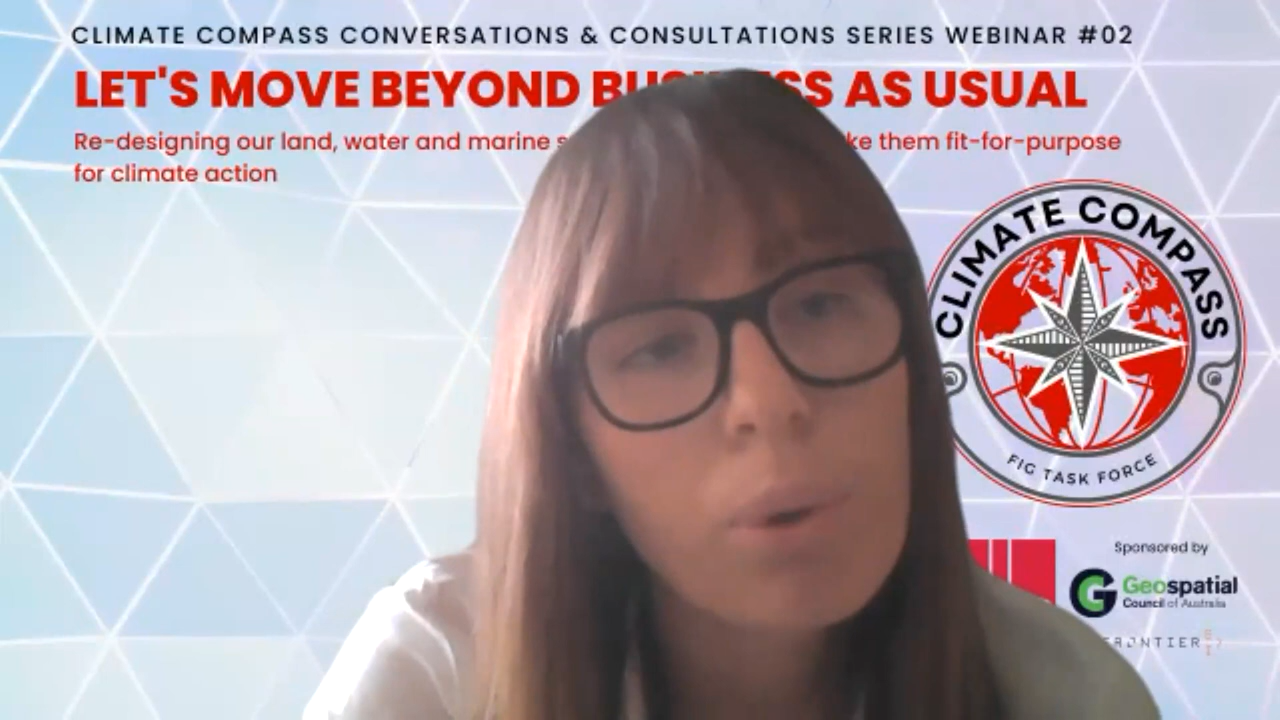 CLIMATE COMPASS CONVERSATIONS & CONSULTATIONS SERIES WEBINAR #02
LET'S MOVE BEYOND AS USUAL
Re-designing our land, water and marine them fit-for-purpose
for climate action
CLIMATE COMPASS
FIG TASK FORCE
Sponsored by
Geospatial
Council of Australia